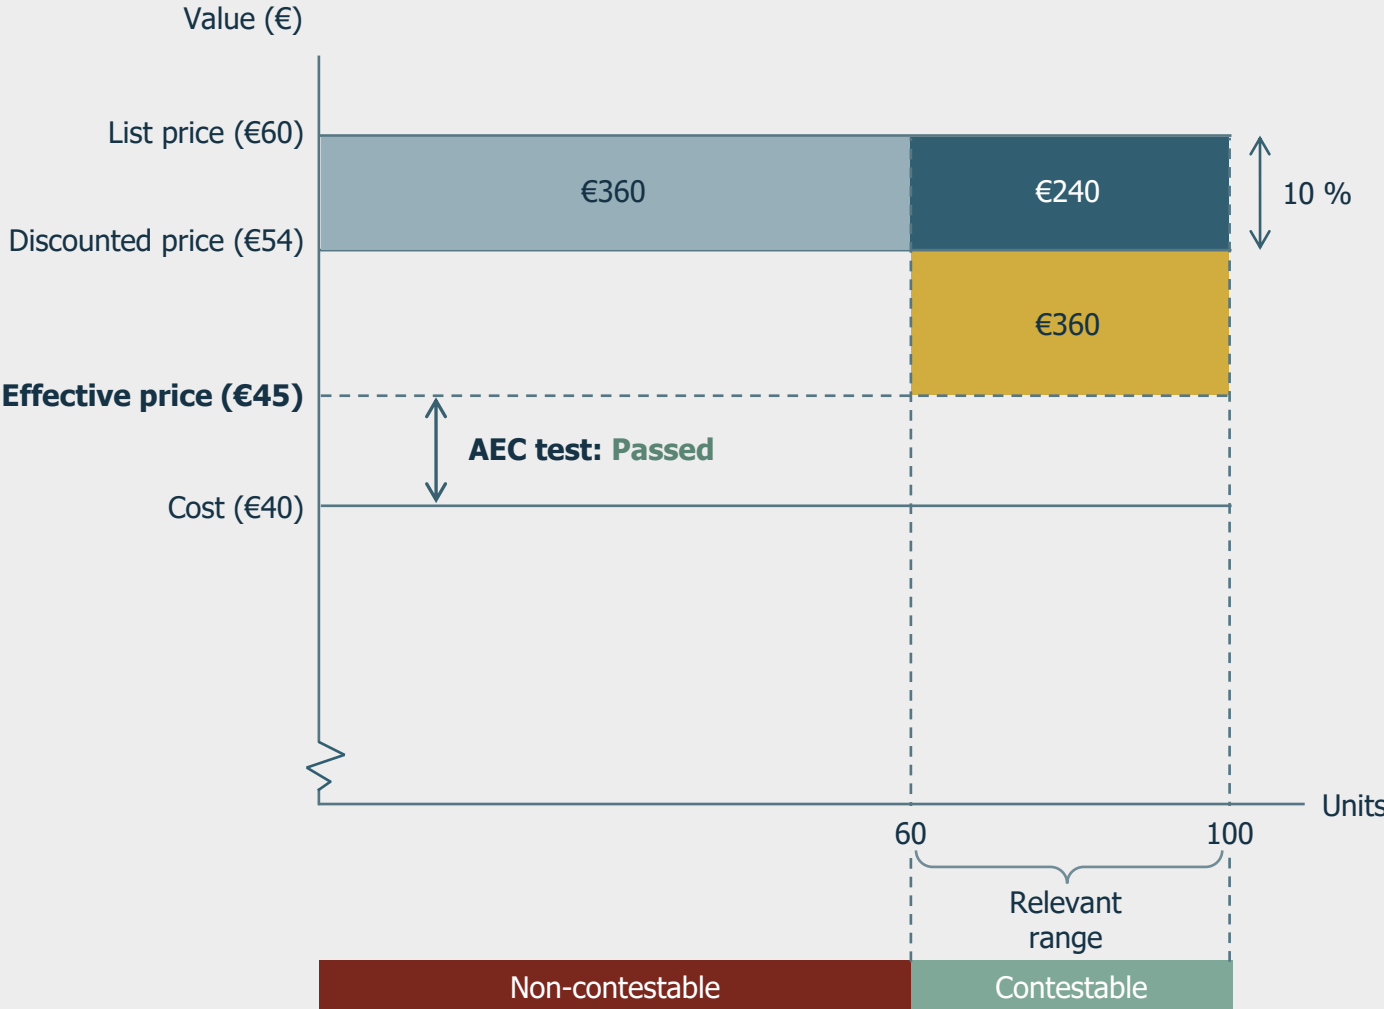 Value (€)
List price (€60)
€360
€240
10 %
Discounted price (€54)
€360
Effective price (€45)
AEC test: Passed
Cost (€40)
Units
60
100
Relevant
range
Non-contestable
Contestable